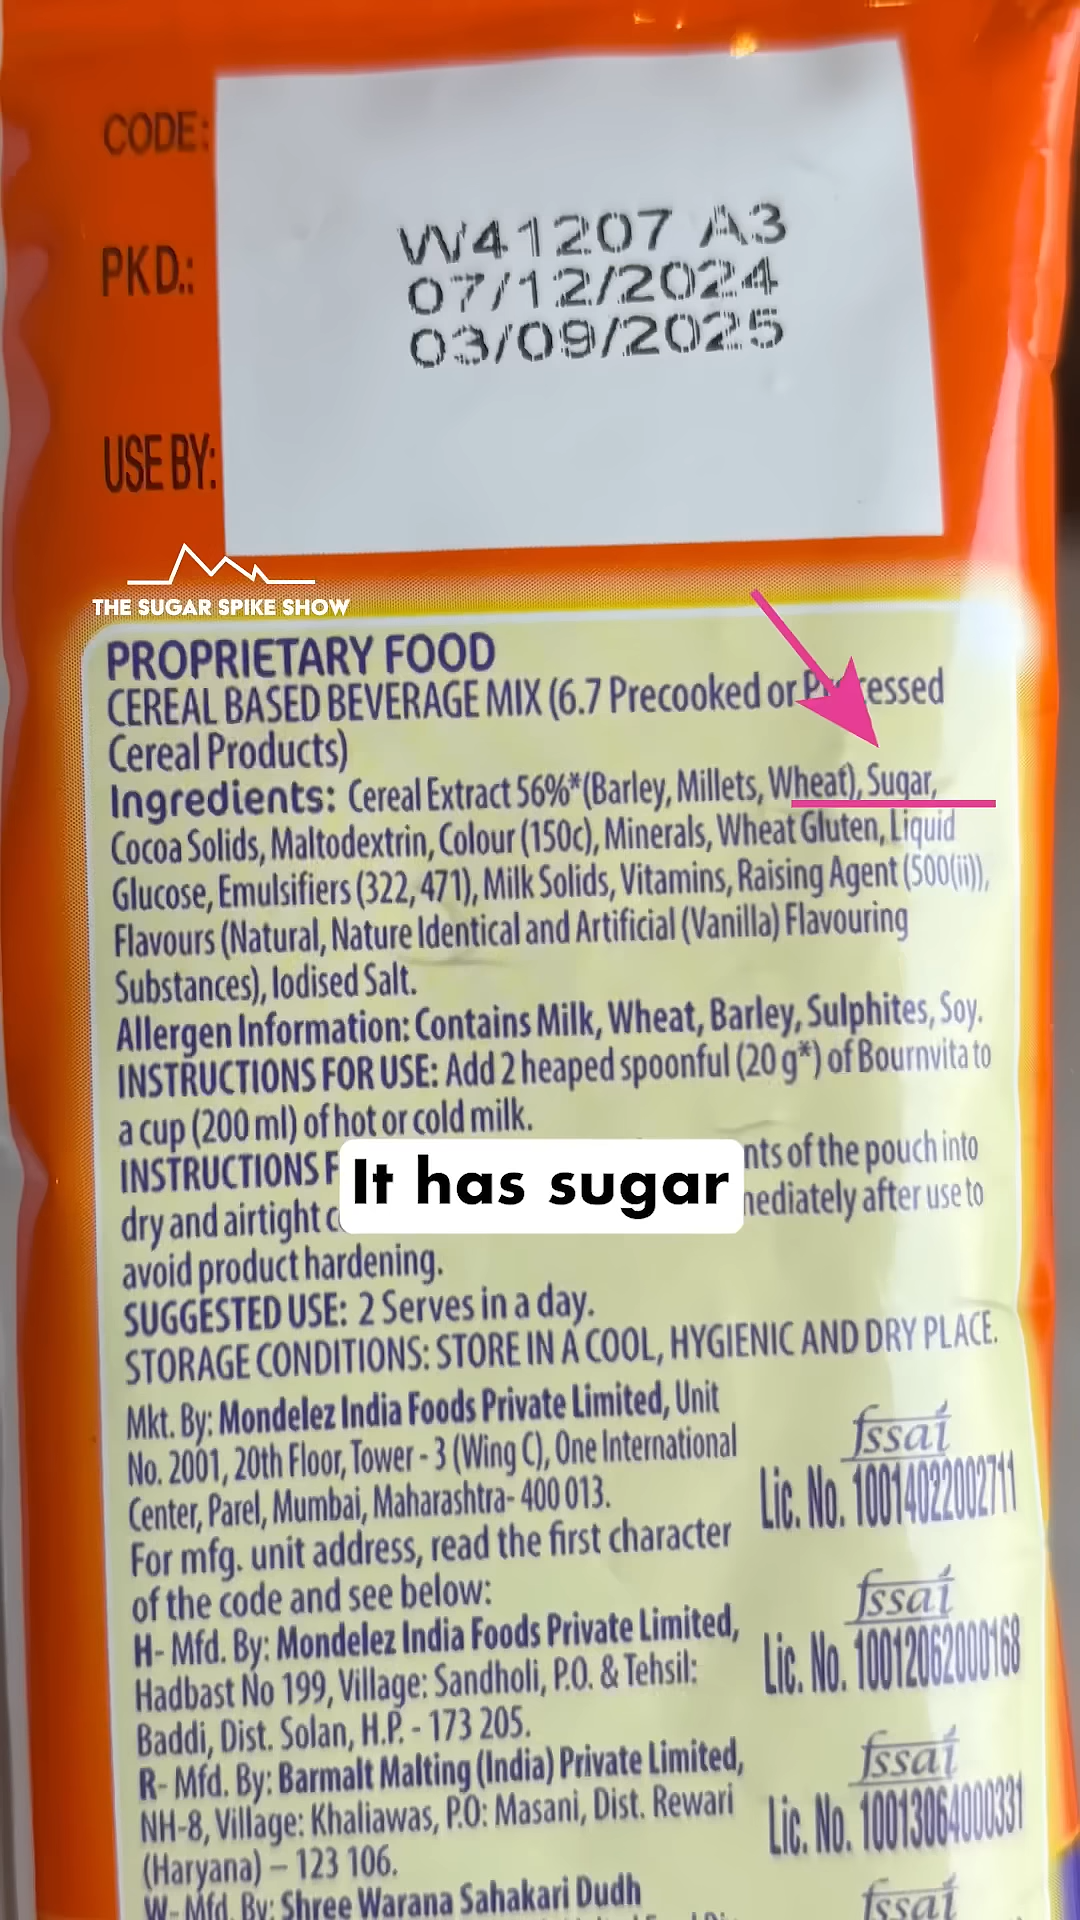 CODE:
W41207 A3
PKD.:
07/12/2024
03/09/2025
USE BY:
THE SUGAR SPIKE SHOW
PROPRIETARY FOOD
CEREAL BASED BEVERAGE MIX (6.7 Precooked or Processed
Cereal Products)
Ingredients: Cereal Extract 56%*(Barley, Millets, Wheat), Sugar,
Cocoa Solids, Maltodextrin, Colour (150c), Minerals, Wheat Gluten, Liquid
Glucose, Emulsifiers (322, 471), Milk Solids, Vitamins, Raising Agent (500(ii)),
Flavours (Natural, Nature Identical and Artificial (Vanilla) Flavouring
Substances), Iodised Salt.
Allergen Information: Contains Milk, Wheat, Barley, Sulphites, Soy.
INSTRUCTIONS FOR USE: Add 2 heaped spoonful (20 g*) of Bournvita to
a cup (200 ml) of hot or cold milk.
INSTRUCTIONS of the pouch into
It has sugar
dry and airtight after use to
avoid product hardening.
SUGGESTED USE: 2 Serves in a day.
STORAGE CONDITIONS: STORE IN A COOL, HYGIENIC AND DRY PLACE.
Mkt. By: Mondelez India Foods Private Limited, Unit
No. 2001, 20th Floor, Tower - 3 (Wing C), One International
Center, Parel, Mumbai, Maharashtra- 400 013.
fssai
Lic. No. 10014022002711
For mfg. unit address, read the first character
of the code and see below:
H- Mfd. By: Mondelez India Foods Private Limited,
Hadbast No 199, Village: Sandholi, P.O. & Tehsil:
Baddi, Dist. Solan, H.P. - 173 205.
fssai
Lic. No. 10012062000168
R- Mfd. By: Barmalt Malting (India) Private Limited,
NH-8, Village: Khaliawas, P.O: Masani, Dist. Rewari
(Haryana) – 123 106.
fssai
Lic. No. 10013064000331
W- Mfd. By: Shree Warana Sahakari Dudh
fssai